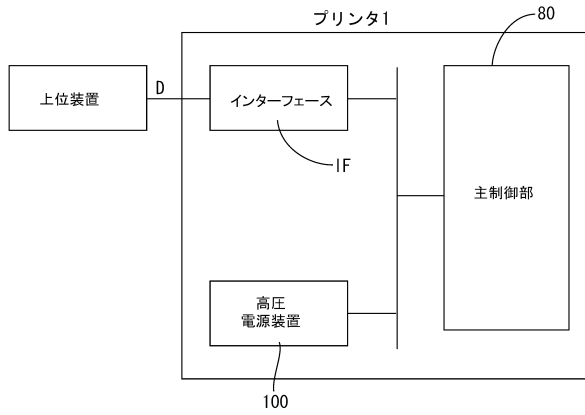 プリンタ1
80
上位装置
D
インターフェース
IF
主制御部
高圧
電源装置
100